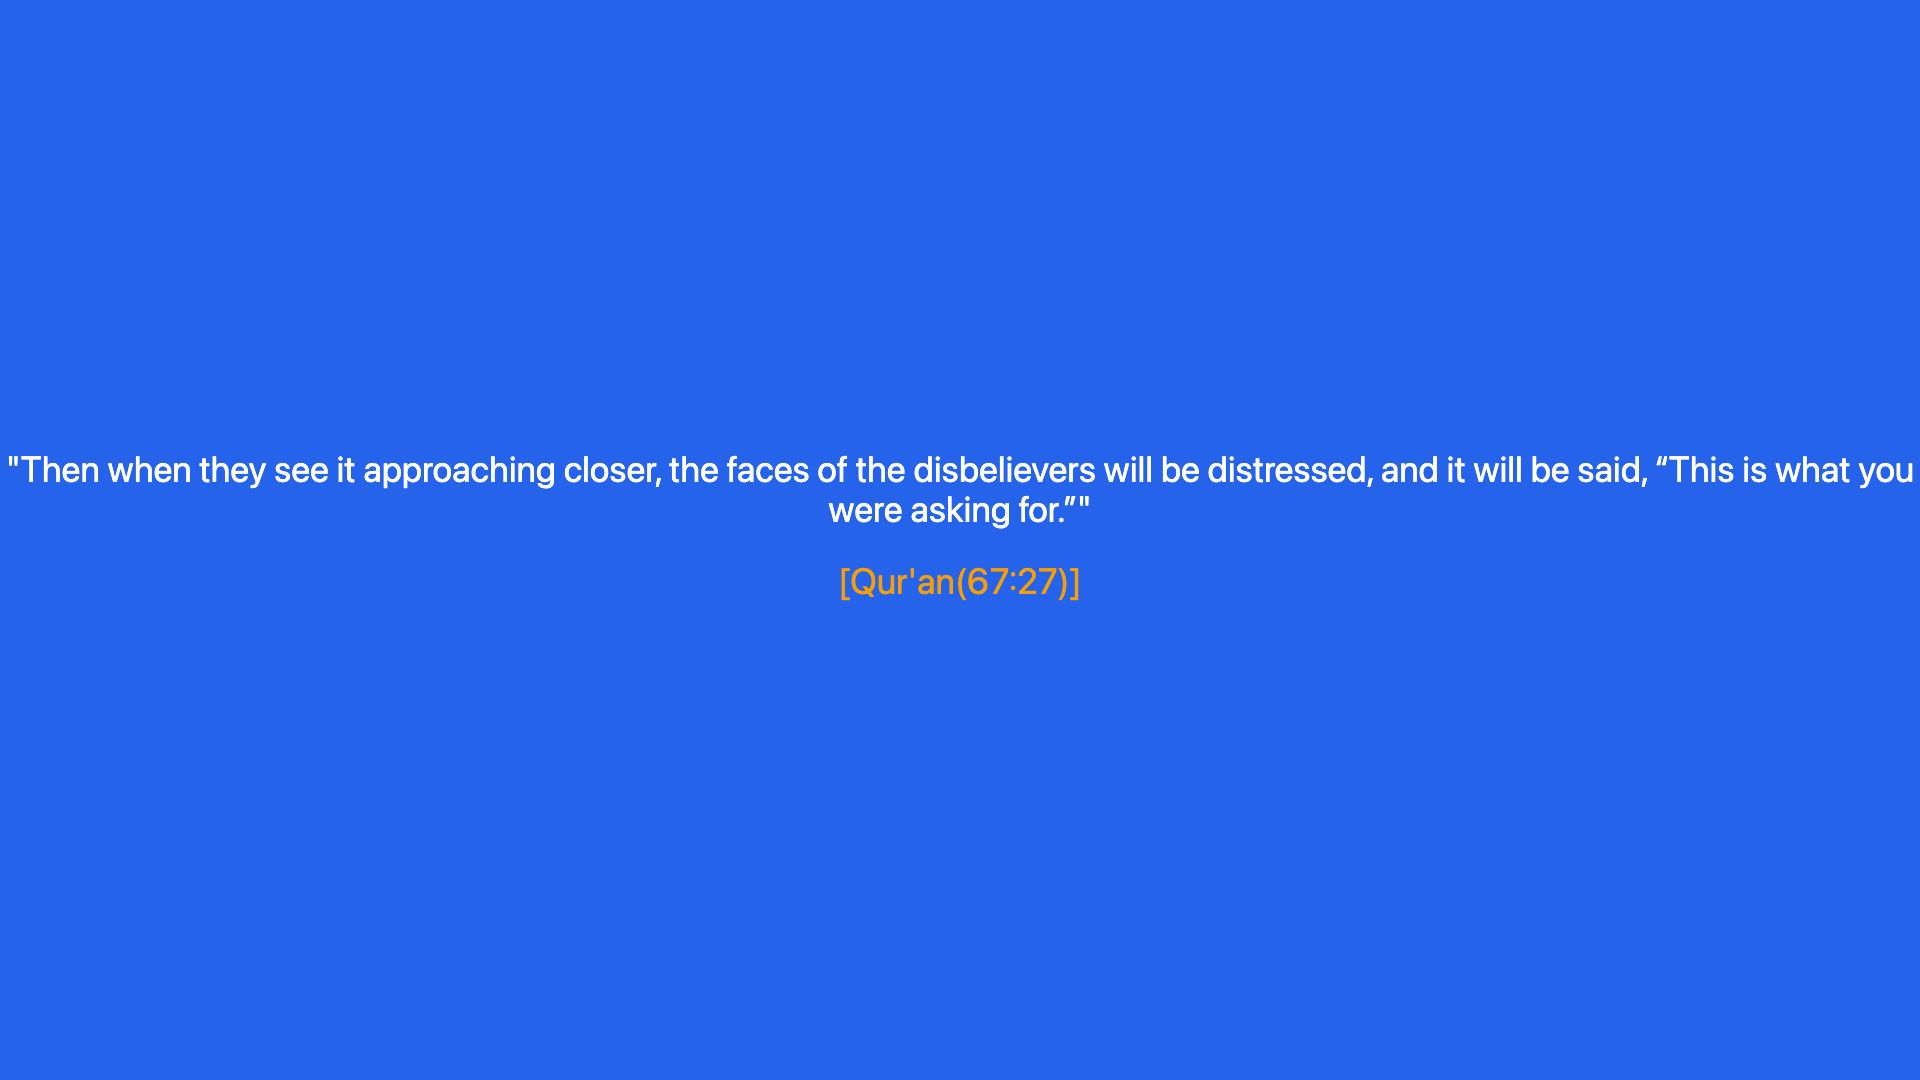 "Then when they see it approaching closer, the faces of the disbelievers will be distressed, and it will be said, “This is what you
were asking for.”"
[Qur'an(67:27)]